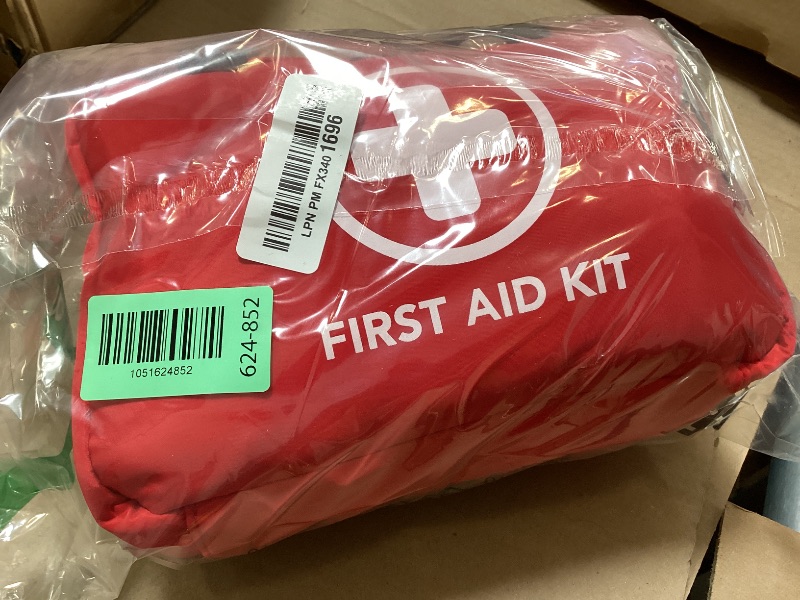 LPN PM FX340 1696
FIRST AID KIT
1051624852
624-852